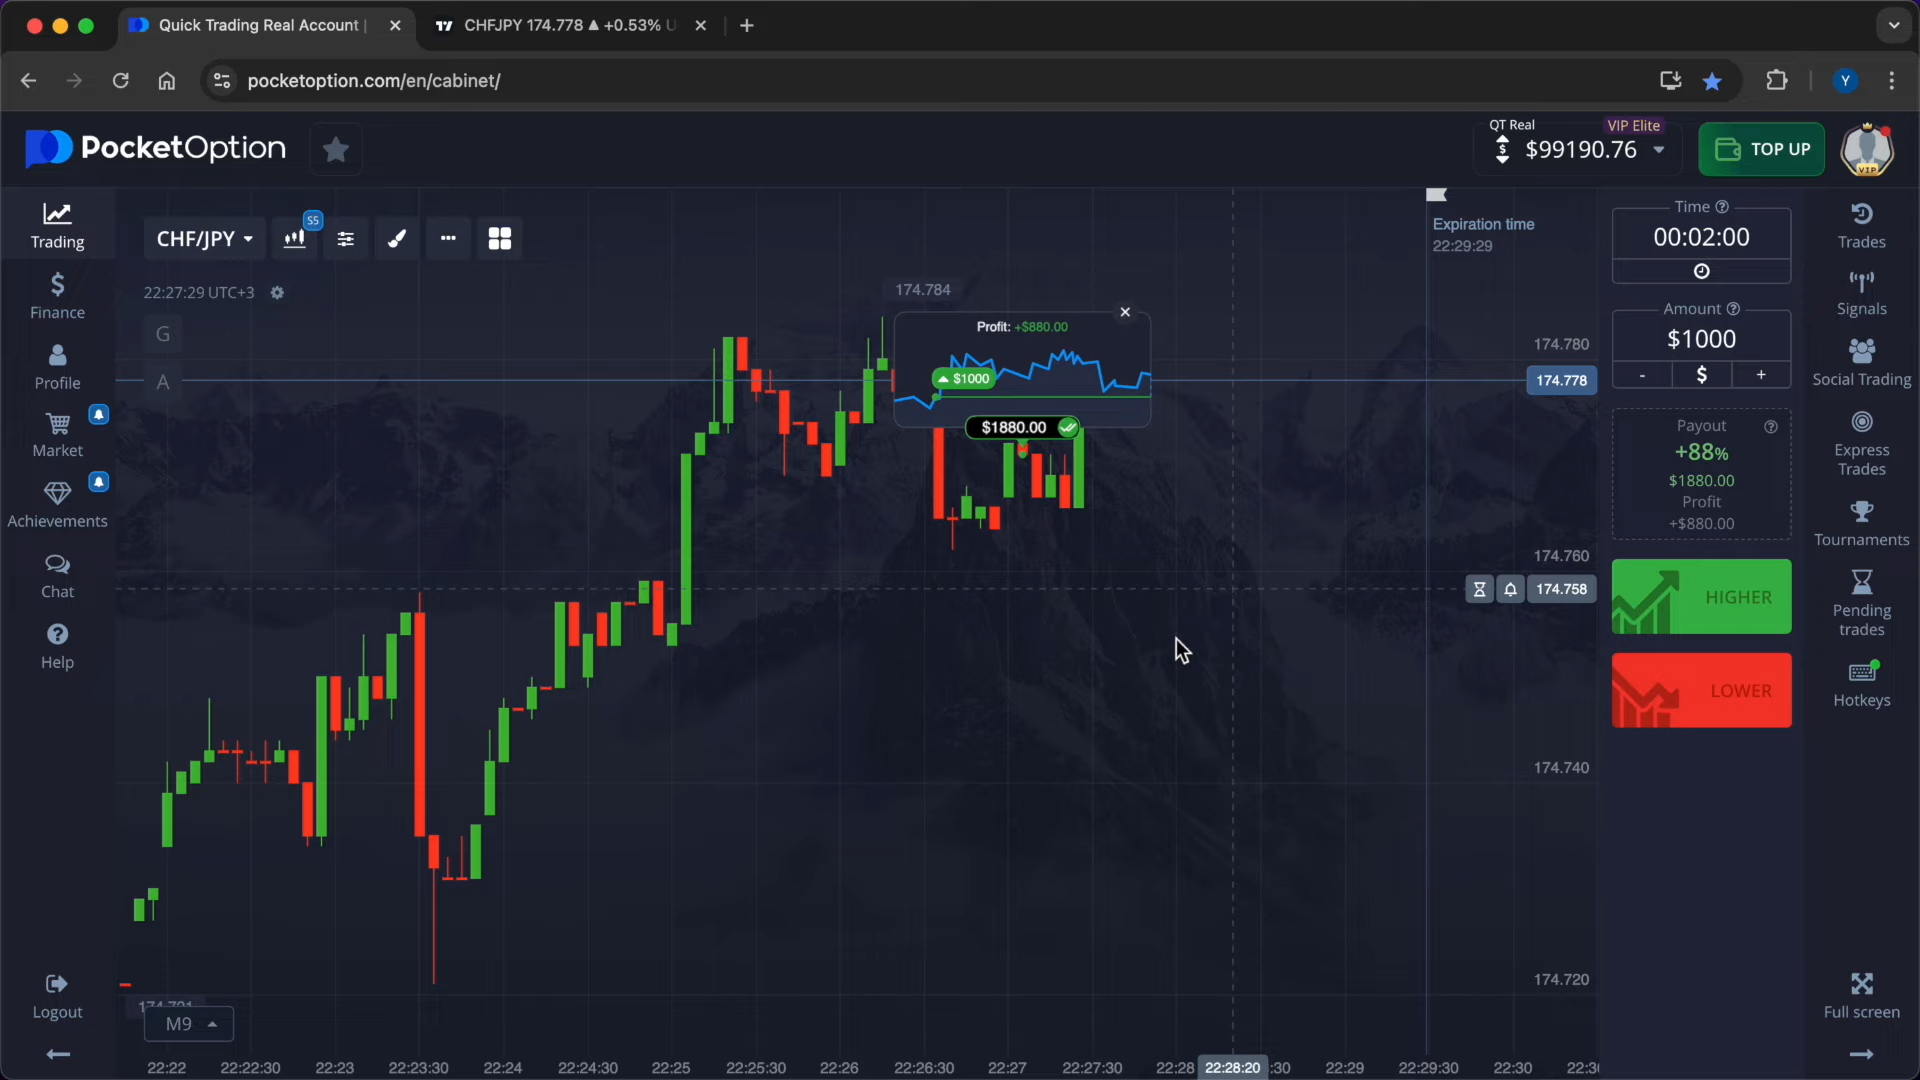 Quick Trading Real Account |
CHFJPY 174.778 ▲ +0.53% U
pocketoption.com/en/cabinet/
Y
PocketOption
QT Real
VIP Elite
$
$99190.76
TOP UP
VIP
Trading
Finance
Profile
Market
Achievements
Chat
Help
Logout
CHF/JPY
S5
22:27:29 UTC+3
G
A
174.784
Profit: +$880.00
$1000
$1880.00
Expiration time
22:29:29
174.780
174.778
174.760
174.758
174.740
174.720
M9
22:22
22:22:30
22:23
22:23:30
22:24
22:24:30
22:25
22:25:30
22:26
22:26:30
22:27
22:27:30
22:28
22:28:20
:30
22:29
22:29:30
22:30
22:3
Time
00:02:00
Amount
$1000
-
$
+
Payout
+88%
$1880.00
Profit
+$880.00
HIGHER
LOWER
Trades
Signals
Social Trading
Express
Trades
Tournaments
Pending
trades
Hotkeys
Full screen